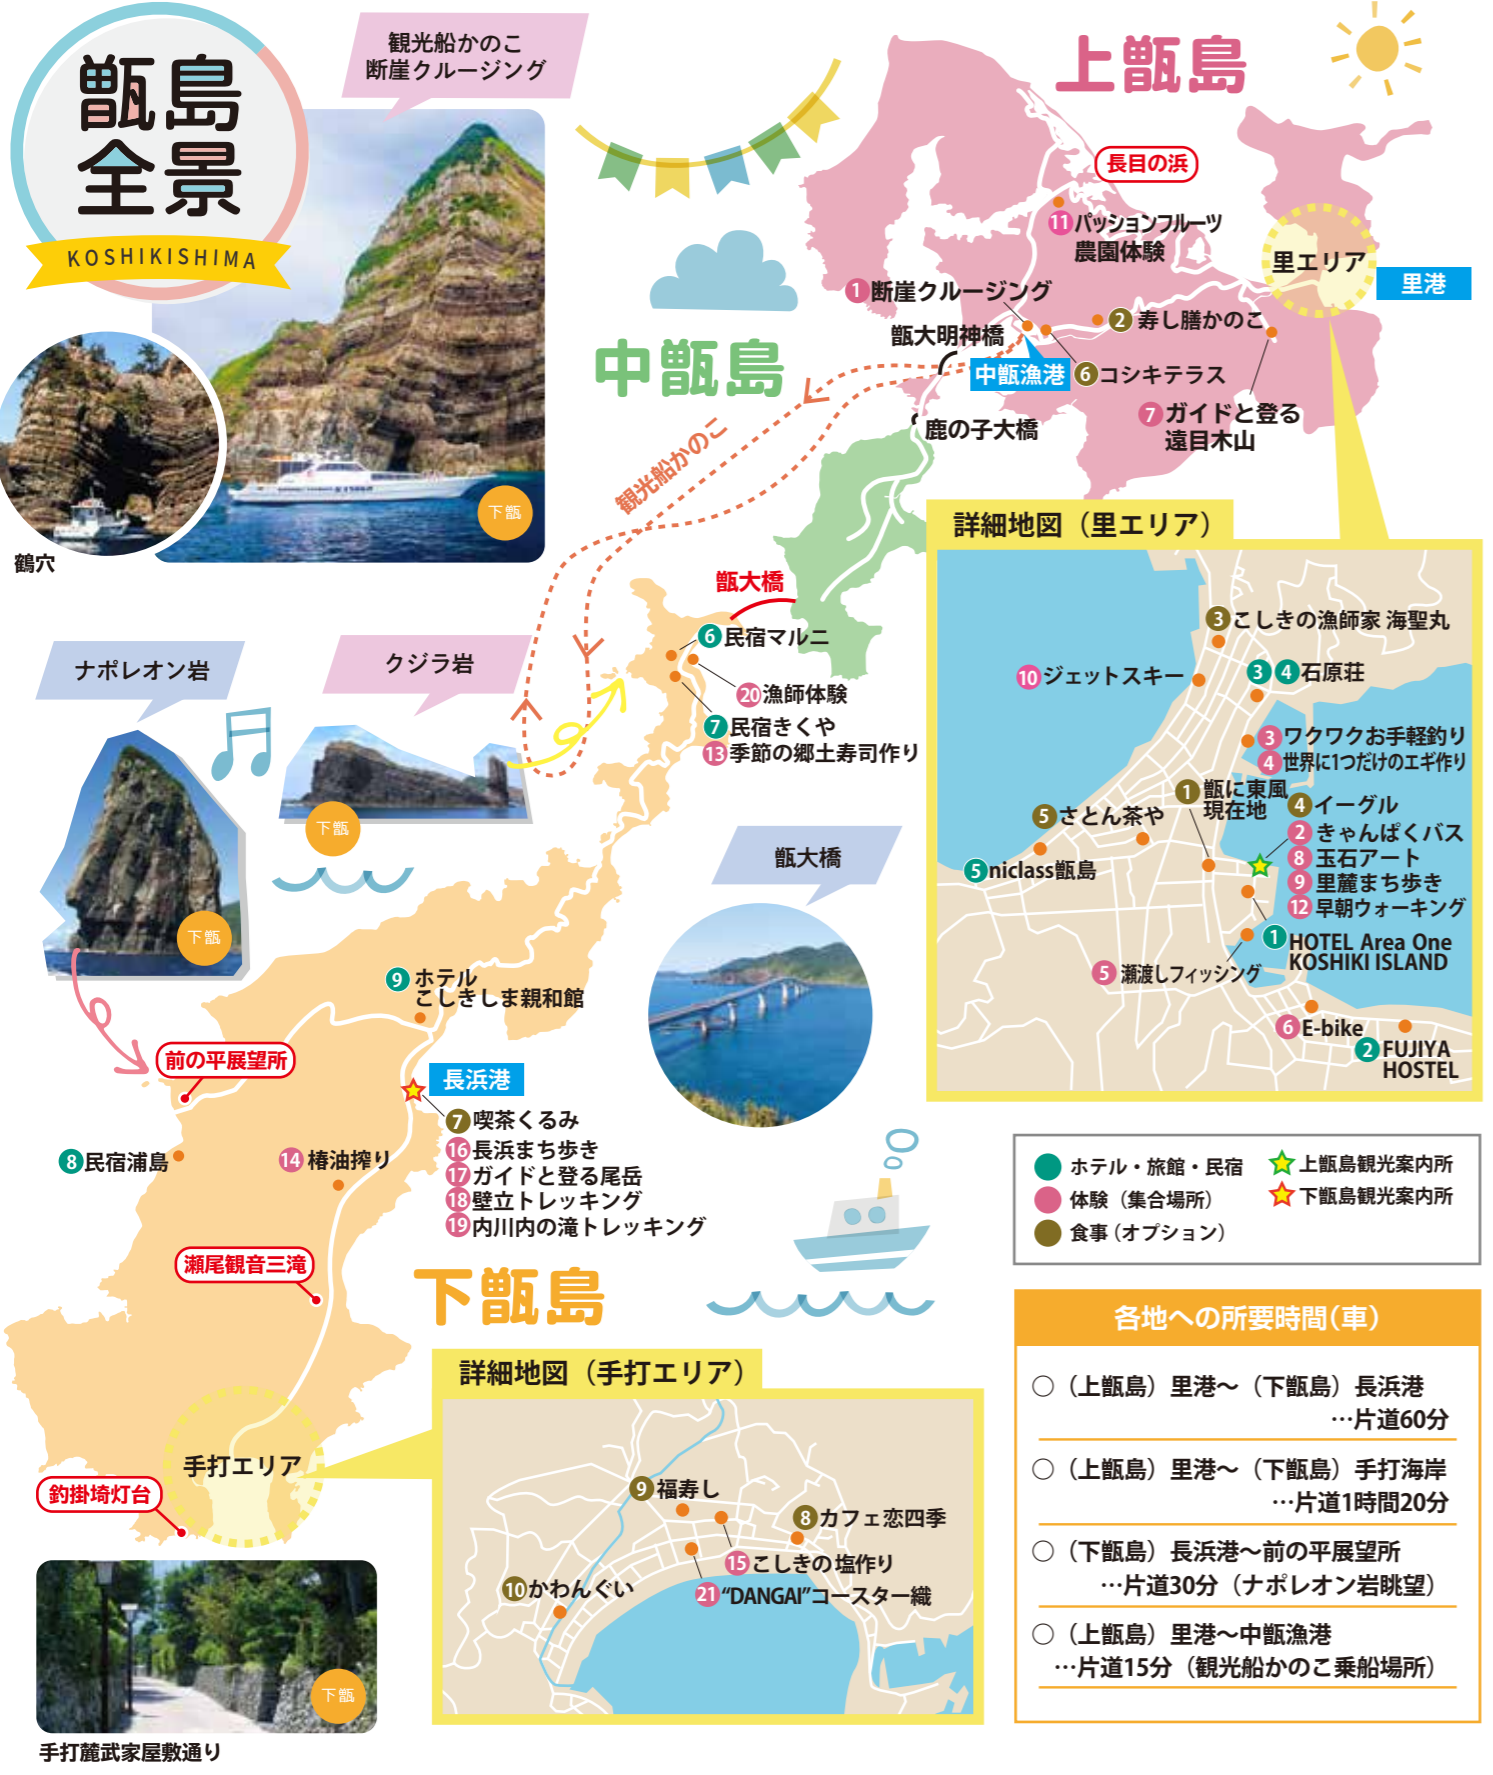 甑島
全景
KOSHIKISHIMA
観光船かのこ
断崖クルージング
下甑
鶴穴
上甑島
長目の浜
11 パッションフルーツ
農園体験
里エリア
里港
1 断崖クルージング
2 寿し膳かのこ
甑大明神橋
中甑漁港
6 コシキテラス
7 ガイドと登る
遠目木山
中甑島
鹿の子大橋
観光船かのこ
甑大橋
6 民宿マルニ
20 漁師体験
7 民宿きくや
13 季節の郷土寿司作り
ナポレオン岩
下甑
クジラ岩
下甑
甑大橋
詳細地図（里エリア）
3 こしきの漁師家 海聖丸
10 ジェットスキー
3 4 石原荘
3 ワクワクお手軽釣り
4 世界に1つだけのエギ作り
1 甑に東風
現在地
4 イーグル
5 さとん茶や
2 きゃんぱくバス
8 玉石アート
5 niclass甑島
9 里麓まち歩き
12 早朝ウォーキング
1 HOTEL Area One
KOSHIKI ISLAND
5 瀬渡しフィッシング
6 E-bike
2 FUJIYA
HOSTEL
9 ホテル
こしきしま親和館
前の平展望所
長浜港
7 喫茶くるみ
16 長浜まち歩き
17 ガイドと登る尾岳
18 壁立トレッキング
19 内川内の滝トレッキング
8 民宿浦島
14 椿油搾り
瀬尾観音三滝
下甑島
手打エリア
釣掛埼灯台
下甑
手打麓武家屋敷通り
詳細地図（手打エリア）
9 福寿し
8 カフェ恋四季
15 こしきの塩作り
21 “DANGAI”コースター織
10 かわんぐい
ホテル・旅館・民宿
体験（集合場所）
食事（オプション）
上甑島観光案内所
下甑島観光案内所
各地への所要時間（車）
○（上甑島）里港～（下甑島）長浜港
…片道60分
○（上甑島）里港～（下甑島）手打海岸
…片道1時間20分
○（下甑島）長浜港～前の平展望所
…片道30分（ナポレオン岩眺望）
○（上甑島）里港～中甑漁港
…片道15分（観光船かのこ乗船場所）